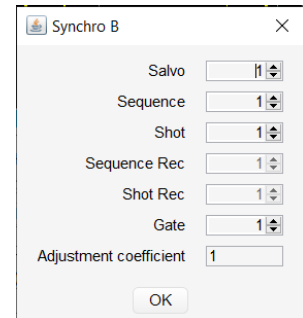 Synchro B
Salvo 1
Sequence 1
Shot 1
Sequence Rec 1
Shot Rec 1
Gate 1
Adjustment coefficient 1
OK